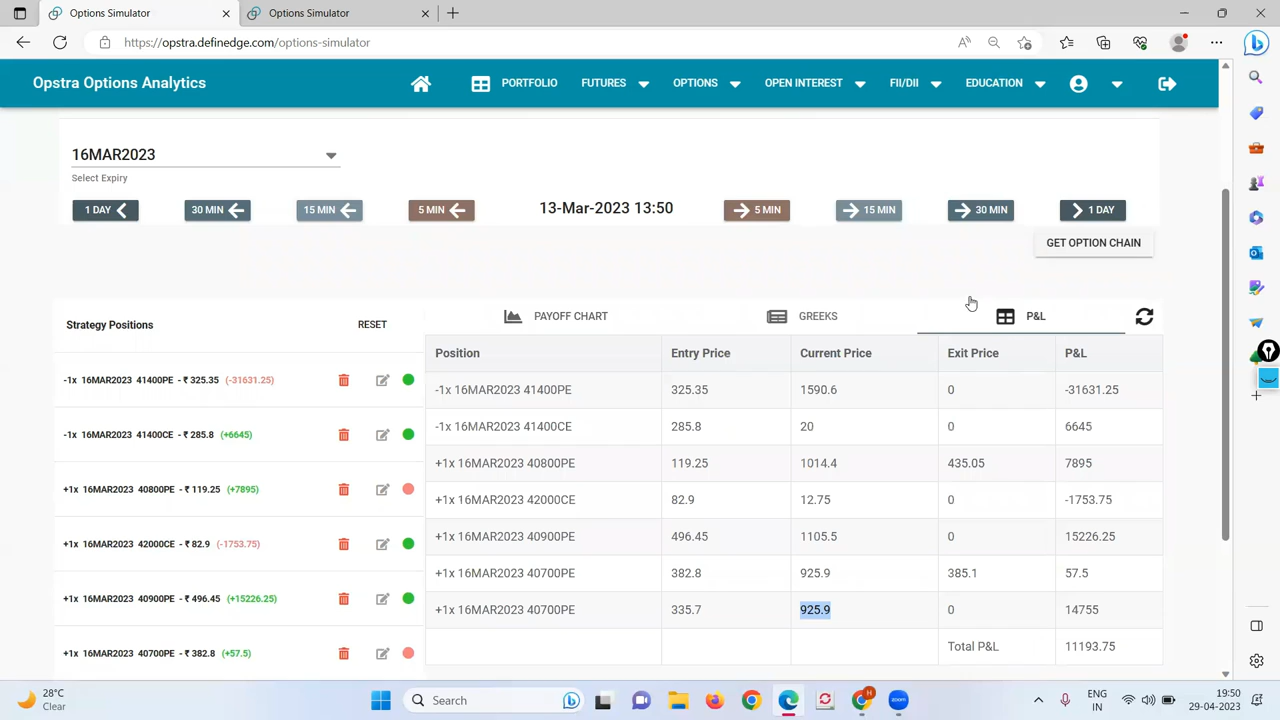 Options Simulator
Options Simulator
https://opstra.definedge.com/options-simulator
Opstra Options Analytics
PORTFOLIO
FUTURES
OPTIONS
OPEN INTEREST
FII/DII
EDUCATION
16MAR2023
Select Expiry
1 DAY
30 MIN
15 MIN
5 MIN
13-Mar-2023 13:50
5 MIN
15 MIN
30 MIN
1 DAY
GET OPTION CHAIN
Strategy Positions
RESET
-1x 16MAR2023 41400PE - ₹ 325.35 (-31631.25)
-1x 16MAR2023 41400CE - ₹ 285.8 (+6645)
+1x 16MAR2023 40800PE - ₹ 119.25 (+7895)
+1x 16MAR2023 42000CE - ₹ 82.9 (-1753.75)
+1x 16MAR2023 40900PE - ₹ 496.45 (+15226.25)
+1x 16MAR2023 40700PE - ₹ 382.8 (+57.5)
PAYOFF CHART
GREEKS
P&L
Position Entry Price Current Price Exit Price P&L
-1x 16MAR2023 41400PE 325.35 1590.6 0 -31631.25
-1x 16MAR2023 41400CE 285.8 20 0 6645
+1x 16MAR2023 40800PE 119.25 1014.4 435.05 7895
+1x 16MAR2023 42000CE 82.9 12.75 0 -1753.75
+1x 16MAR2023 40900PE 496.45 1105.5 0 15226.25
+1x 16MAR2023 40700PE 382.8 925.9 385.1 57.5
+1x 16MAR2023 40700PE 335.7 925.9 0 14755
Total P&L 11193.75
28°C
Clear
Search
ENG
IN
19:50
29-04-2023